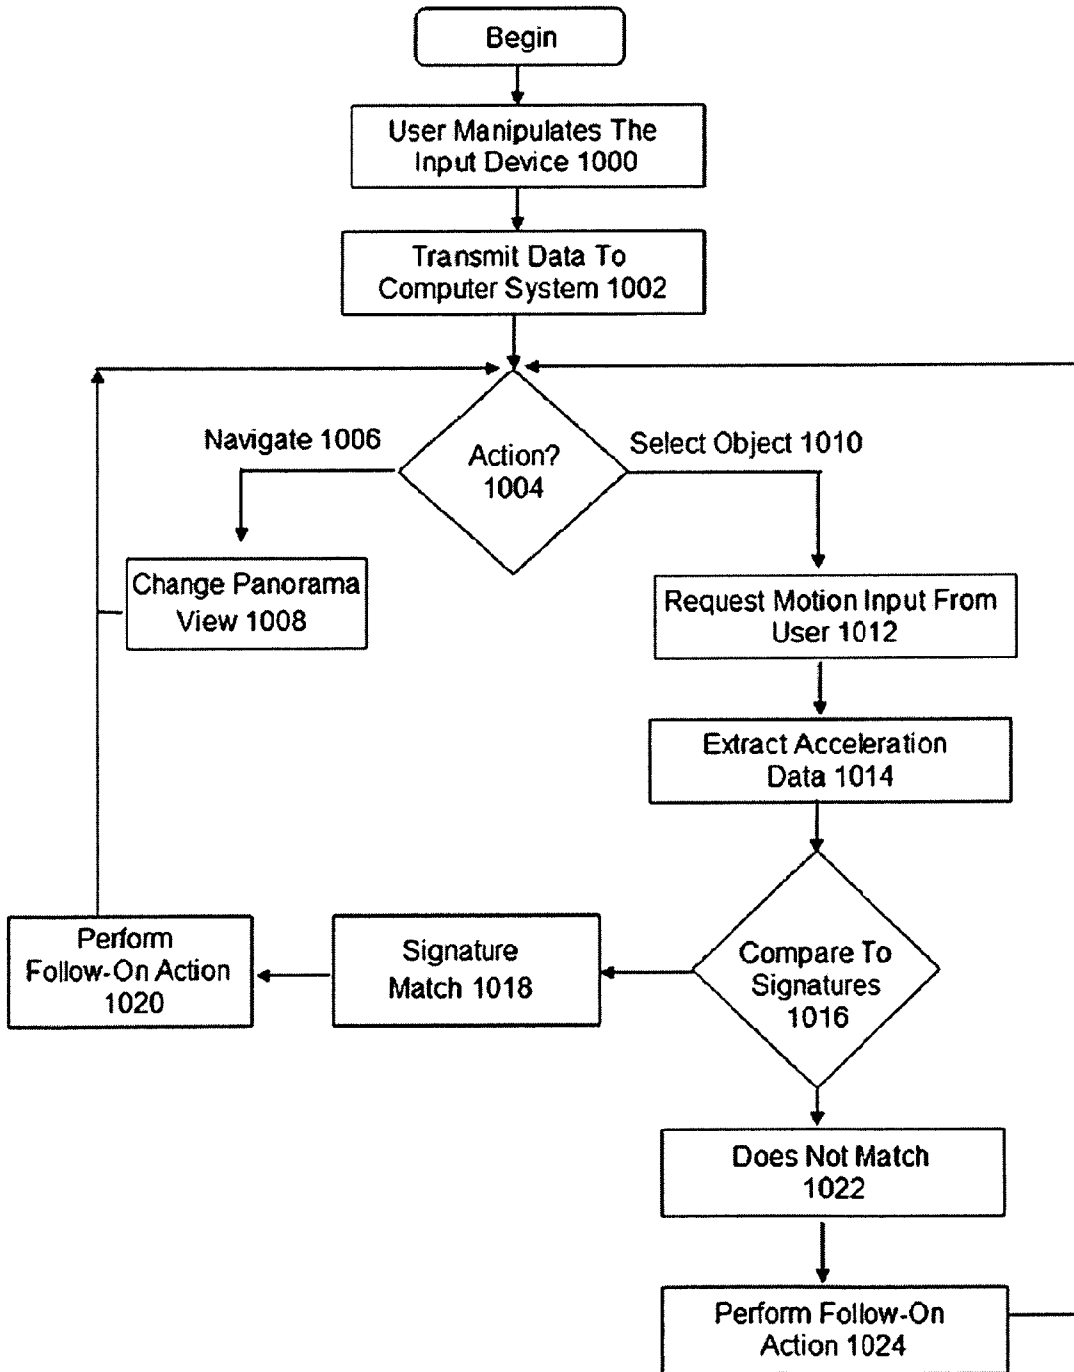 Begin
User Manipulates The
Input Device 1000
Transmit Data To
Computer System 1002
Navigate 1006
Action?
1004
Select Object 1010
Change Panorama
View 1008
Request Motion Input From
User 1012
Extract Acceleration
Data 1014
Compare To
Signatures
1016
Signature
Match 1018
Perform
Follow-On Action
1020
Does Not Match
1022
Perform Follow-On
Action 1024